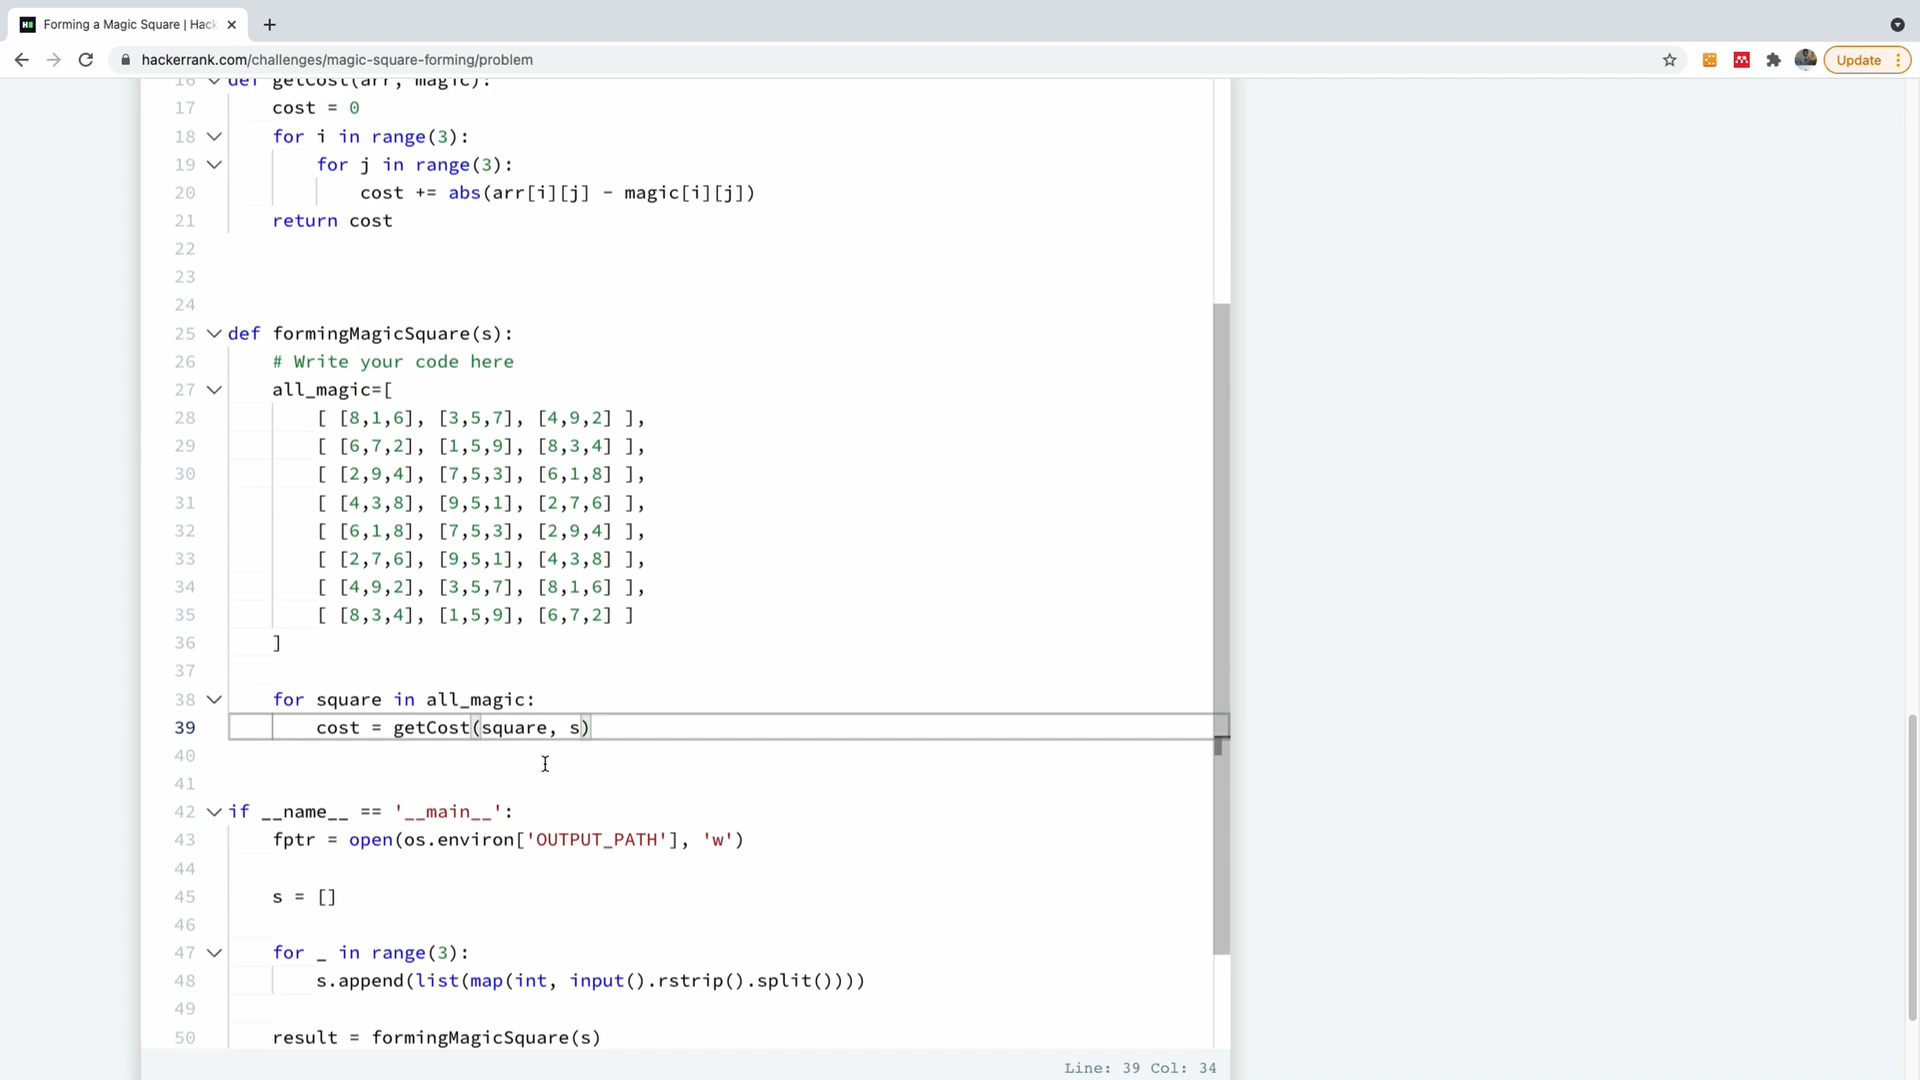 Forming a Magic Square | Hack
hackerrank.com/challenges/magic-square-forming/problem
Update
16 def getCost(arr, magic):
17     cost = 0
18     for i in range(3):
19         for j in range(3):
20             cost += abs(arr[i][j] - magic[i][j])
21     return cost
22
23
24
25 def formingMagicSquare(s):
26     # Write your code here
27     all_magic=[
28         [ [8,1,6], [3,5,7], [4,9,2] ],
29         [ [6,7,2], [1,5,9], [8,3,4] ],
30         [ [2,9,4], [7,5,3], [6,1,8] ],
31         [ [4,3,8], [9,5,1], [2,7,6] ],
32         [ [6,1,8], [7,5,3], [2,9,4] ],
33         [ [2,7,6], [9,5,1], [4,3,8] ],
34         [ [4,9,2], [3,5,7], [8,1,6] ],
35         [ [8,3,4], [1,5,9], [6,7,2] ]
36     ]
37
38     for square in all_magic:
39         cost = getCost(square, s)
40
41
42 if __name__ == '__main__':
43     fptr = open(os.environ['OUTPUT_PATH'], 'w')
44
45     s = []
46
47     for _ in range(3):
48         s.append(list(map(int, input().rstrip().split())))
49
50     result = formingMagicSquare(s)
Line: 39 Col: 34